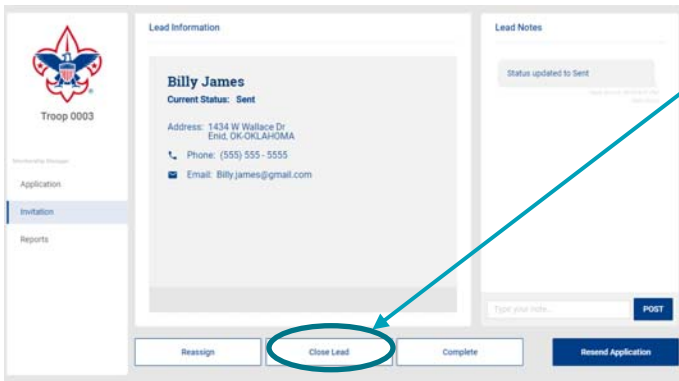 Troop 0003
Membership Manager
Application
Invitation
Reports
Lead Information
Billy James
Current Status: Sent
Address: 1434 W Wallace Dr
Enid, OK-OKLAHOMA
Phone: (555) 555 - 5555
Email: Billy.james@gmail.com
Lead Notes
Status updated to Sent
Type your note...
POST
Reassign
Close Lead
Complete
Resend Application